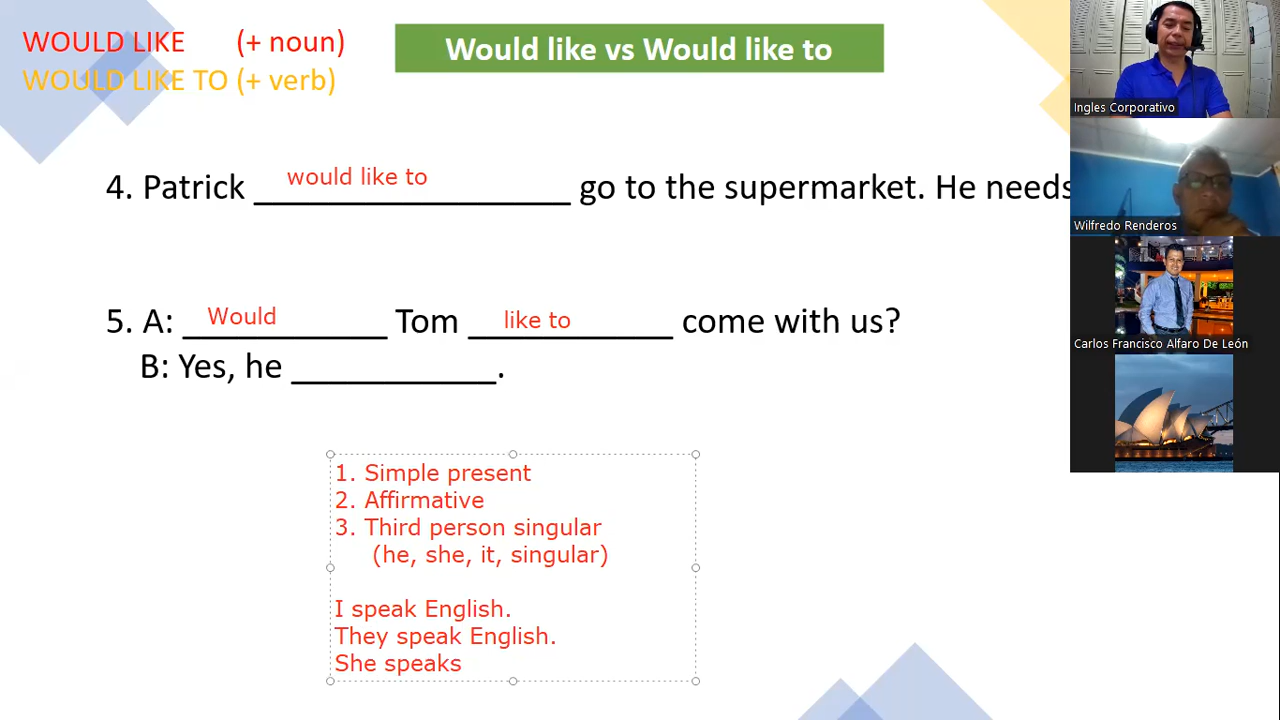 WOULD LIKE (+ noun)
WOULD LIKE TO (+ verb)
Would like vs Would like to
4. Patrick would like to go to the supermarket. He needs
5. A: Would Tom like to come with us?
B: Yes, he ____________.
1. Simple present
2. Affirmative
3. Third person singular
(he, she, it, singular)
I speak English.
They speak English.
She speaks
Ingles Corporativo
Wilfredo Renderos
Carlos Francisco Alfaro De León